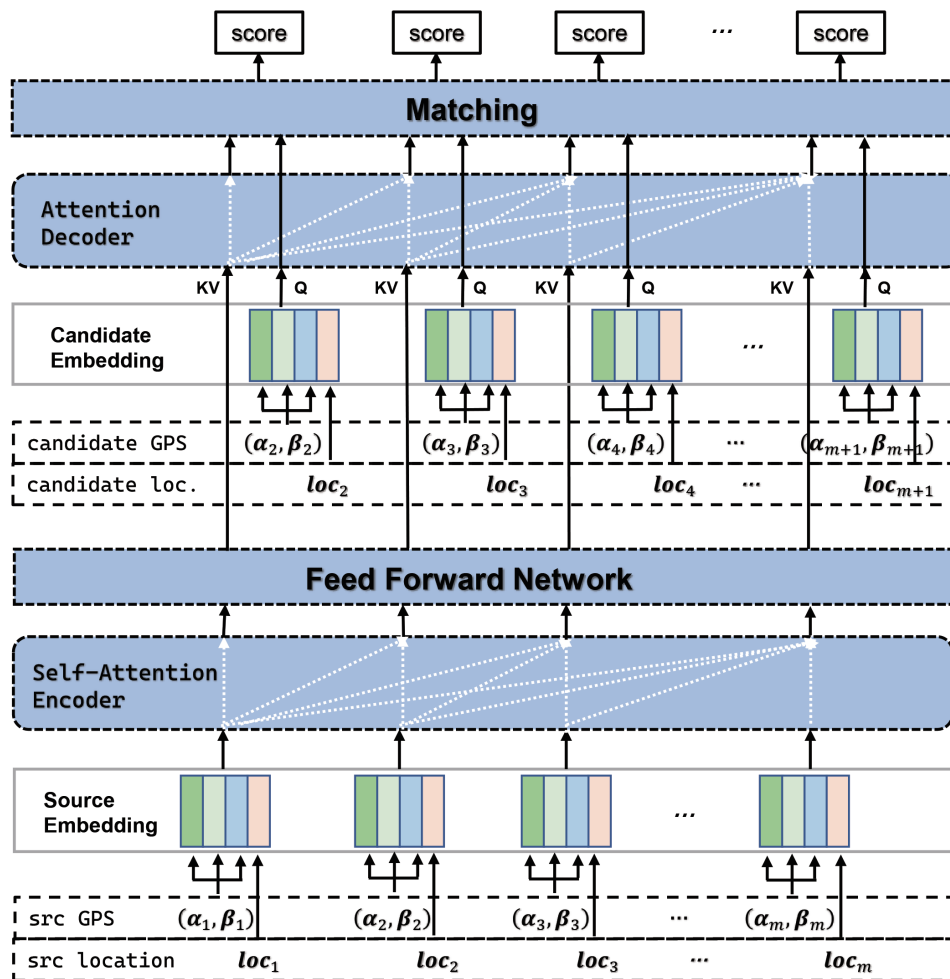 score score score ... score
Matching
Attention
Decoder
KV Q KV Q KV Q KV Q
Candidate
Embedding
...
candidate GPS (α₂,β₂) (α₃,β₃) (α₄,β₄) ... (αₘ₊₁,βₘ₊₁)
candidate loc. loc₂ loc₃ loc₄ ... locₘ₊₁
Feed Forward Network
Self-Attention
Encoder
Source
Embedding
...
src GPS (α₁,β₁) (α₂,β₂) (α₃,β₃) ... (αₘ,βₘ)
src location loc₁ loc₂ loc₃ ... locₘ